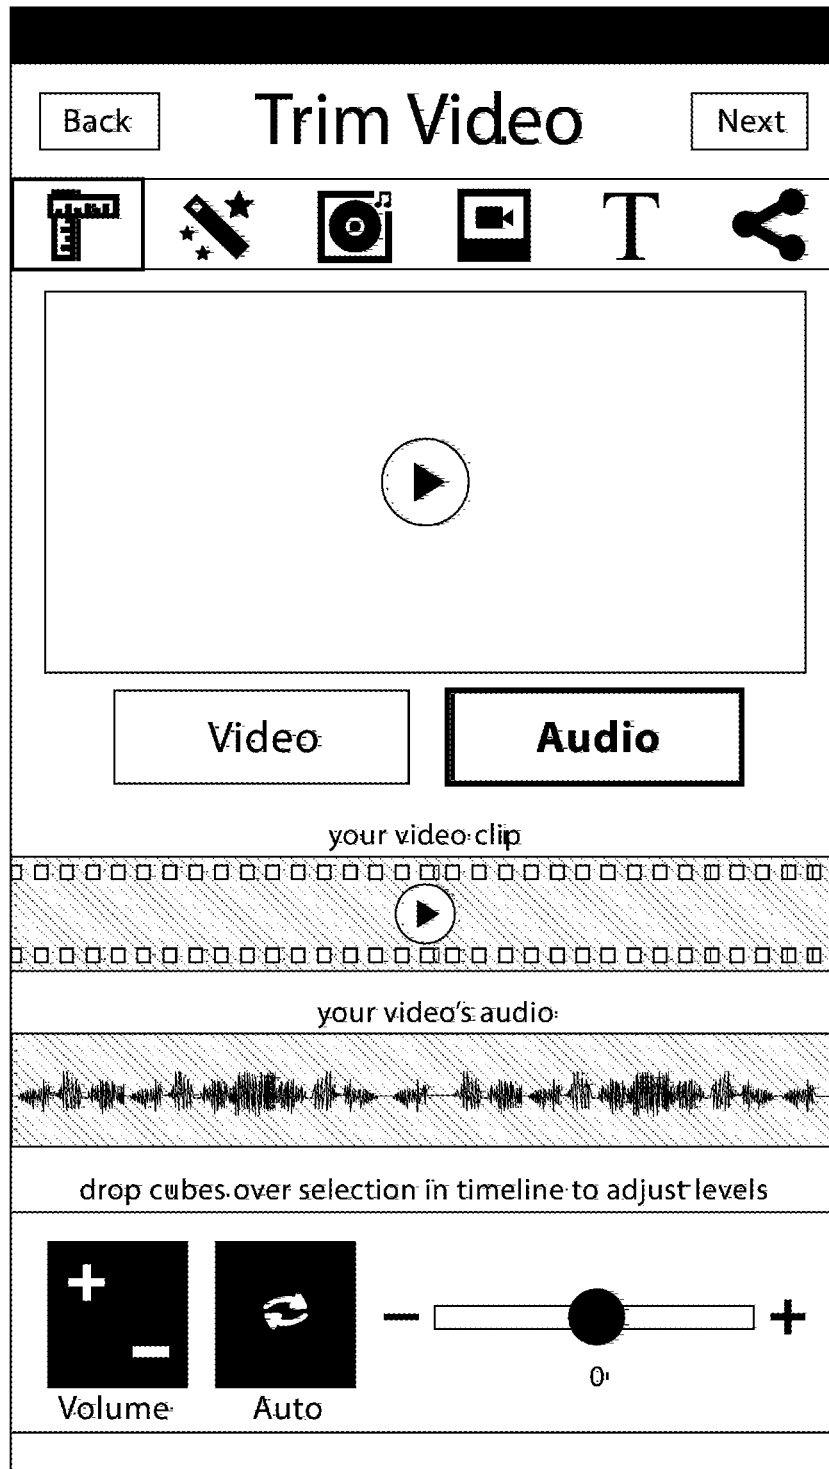 Back Trim Video Next
T
Video Audio
your video clip
your video's audio
drop cubes over selection in timeline to adjust levels
Volume Auto
0